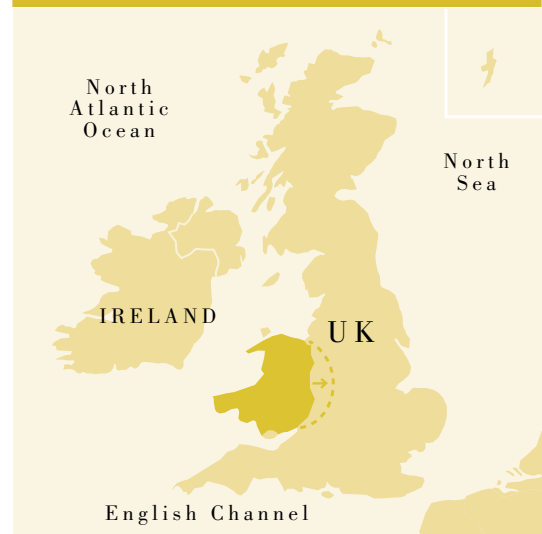 North
Atlantic
Ocean
North
Sea
IRELAND
UK
English Channel